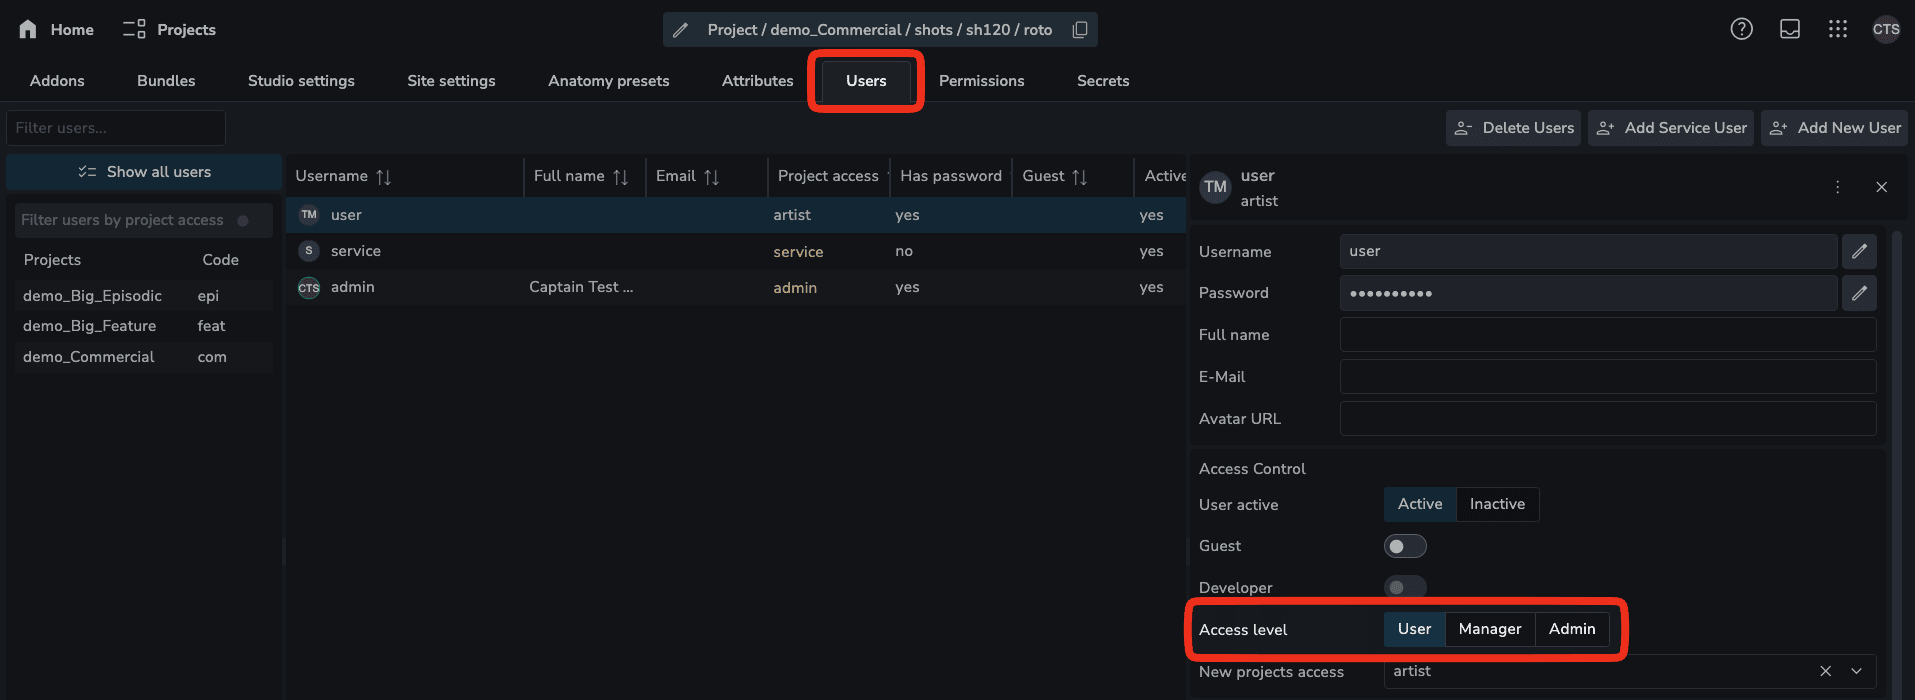 Home Projects Project / demo_Commercial / shots / sh120 / roto CTS
Addons Bundles Studio settings Site settings Anatomy presets Attributes Users Permissions Secrets
Filter users... Delete Users Add Service User Add New User
Show all users
Filter users by project access
Projects Code
demo_Big_Episodic epi
demo_Big_Feature feat
demo_Commercial com
Username Full name Email Project access Has password Guest Active
TM user artist yes yes
S service service no yes
CTS admin Captain Test ... admin yes yes
TM user
artist
Username user
Password ••••••••••
Full name
E-Mail
Avatar URL
Access Control
User active Active Inactive
Guest
Developer
Access level User Manager Admin
New projects access artist